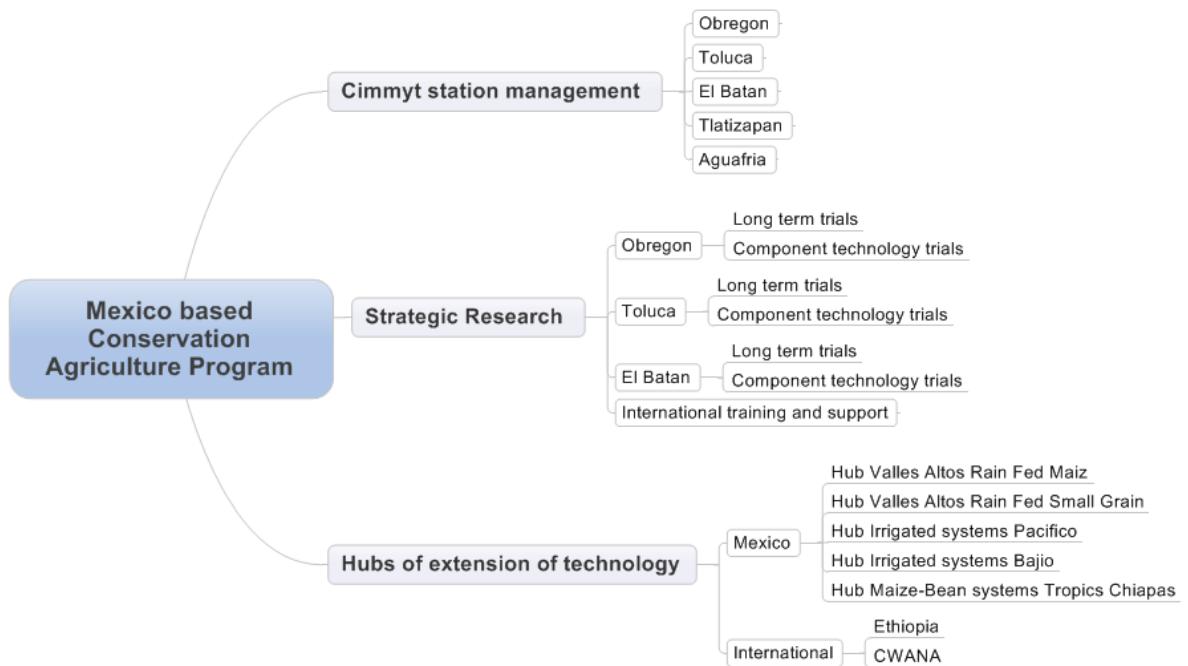 Mexico based
Conservation
Agriculture Program
Cimmyt station management
Obregon
Toluca
El Batan
Tlatizapan
Aguafria
Strategic Research
Obregon
Long term trials
Component technology trials
Toluca
Long term trials
Component technology trials
El Batan
Long term trials
Component technology trials
International training and support
Hubs of extension of technology
Mexico
Hub Valles Altos Rain Fed Maiz
Hub Valles Altos Rain Fed Small Grain
Hub Irrigated systems Pacifico
Hub Irrigated systems Bajio
Hub Maize-Bean systems Tropics Chiapas
International
Ethiopia
CWANA